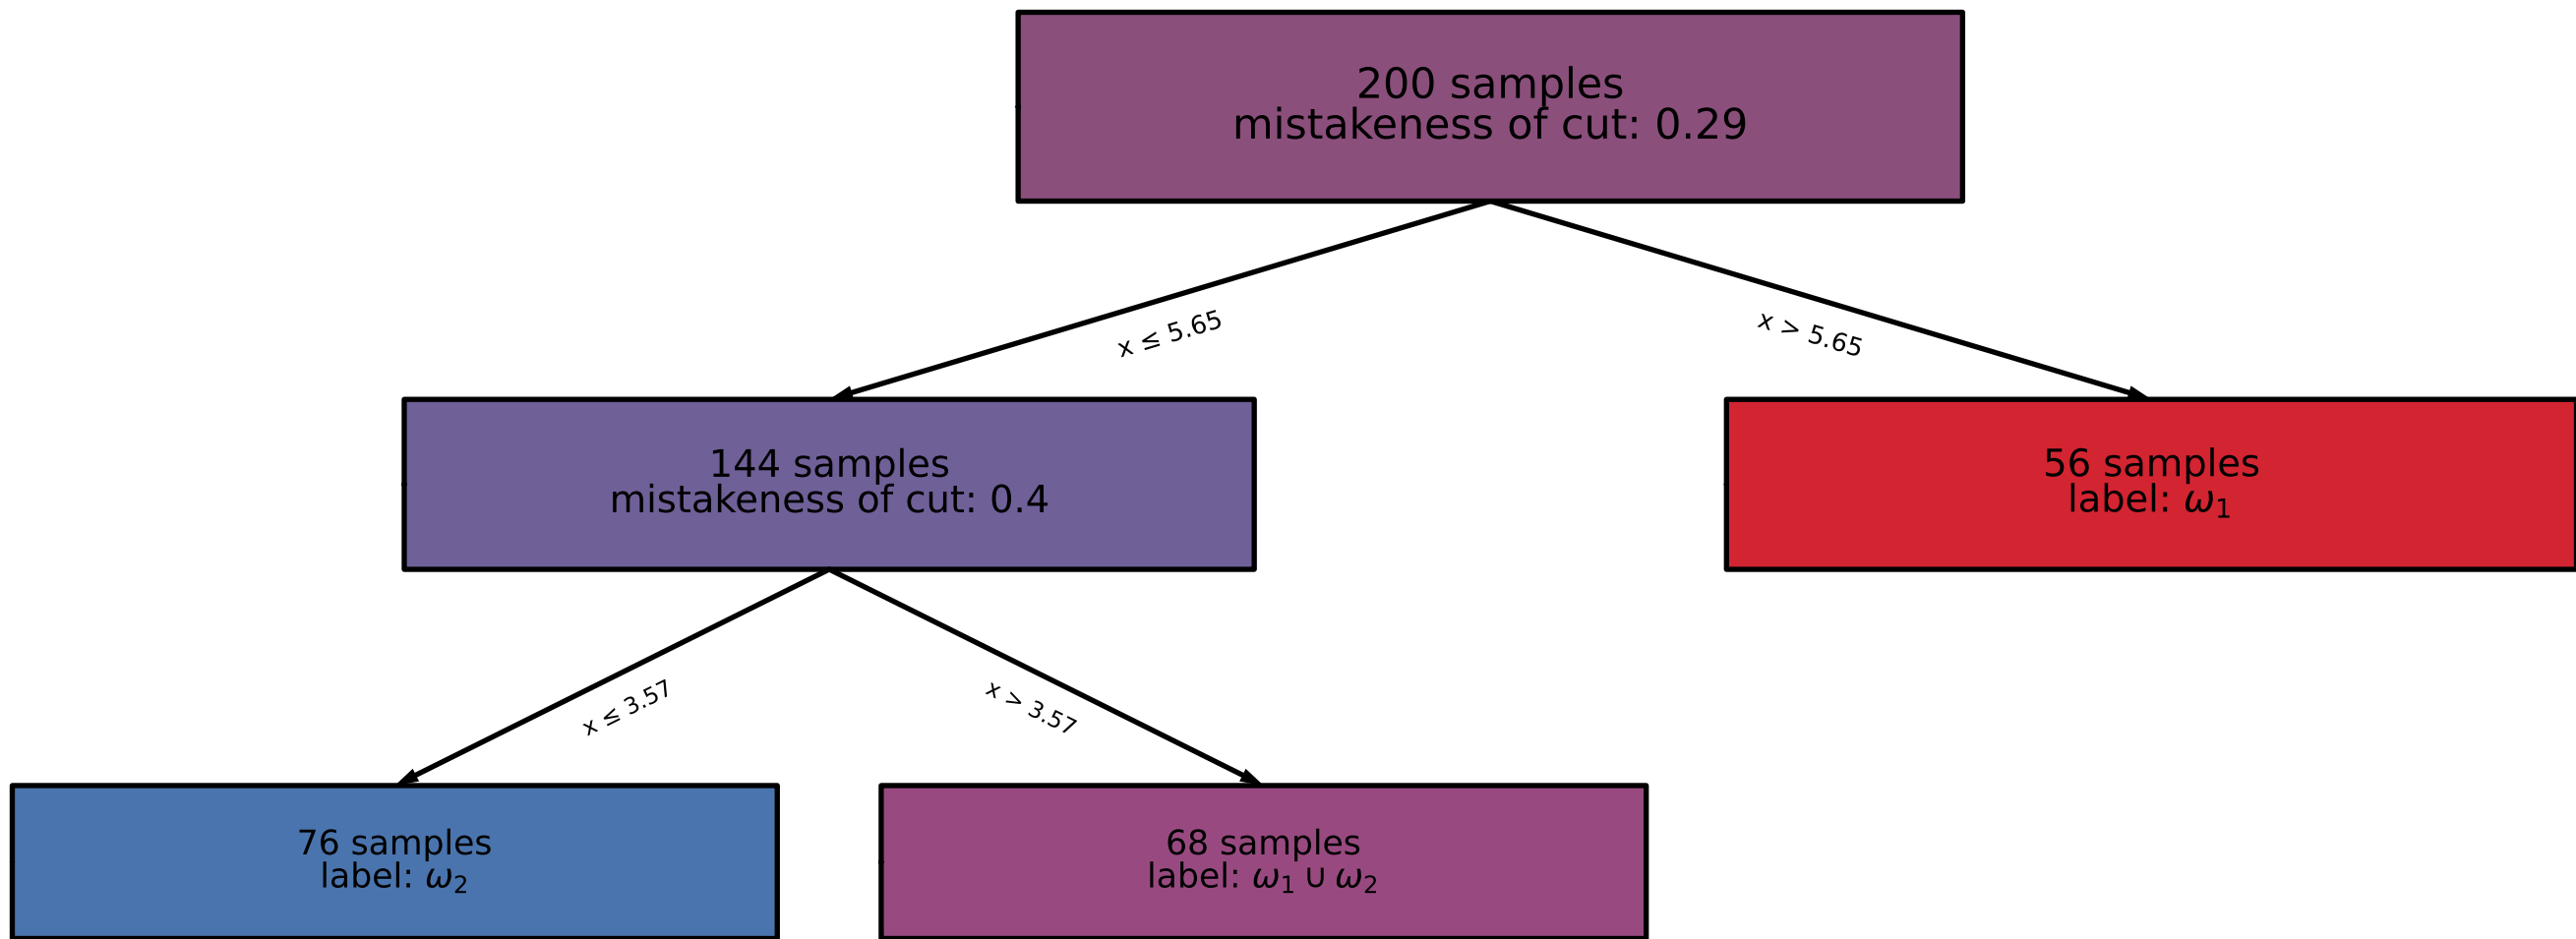 200 samples
mistakeness of cut: 0.29
x ≤ 5.65
x > 5.65
144 samples
mistakeness of cut: 0.4
56 samples
label: ω₁
x ≤ 3.57
x > 3.57
76 samples
label: ω₂
68 samples
label: ω₁ ∪ ω₂